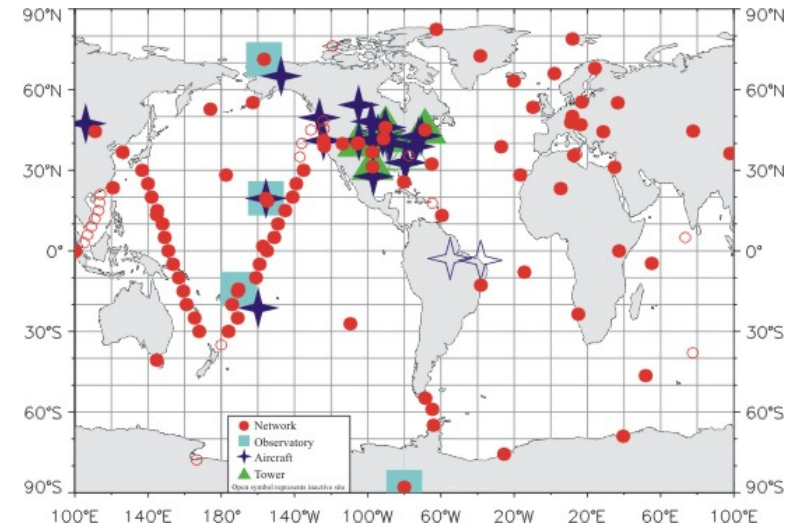 90°N 90°N
60°N 60°N
30°N 30°N
0° 0°
30°S 30°S
60°S 60°S
90°S 90°S
Network
Observatory
Aircraft
Tower
Open symbol represents inactive site
100°E 140°E 180° 140°W 100°W 60°W 20°W 20°E 60°E 100°E